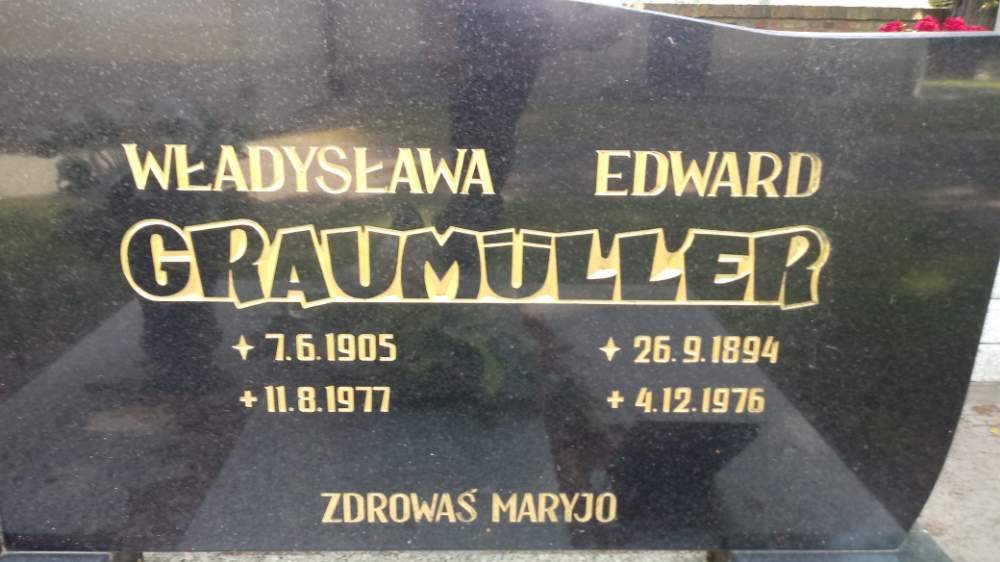 WŁADYSŁAWA EDWARD
GRAUMÜLLER
✦ 7.6.1905 ✦ 26.9.1894
+ 11.8.1977 + 4.12.1976
ZDROWAŚ MARYJO